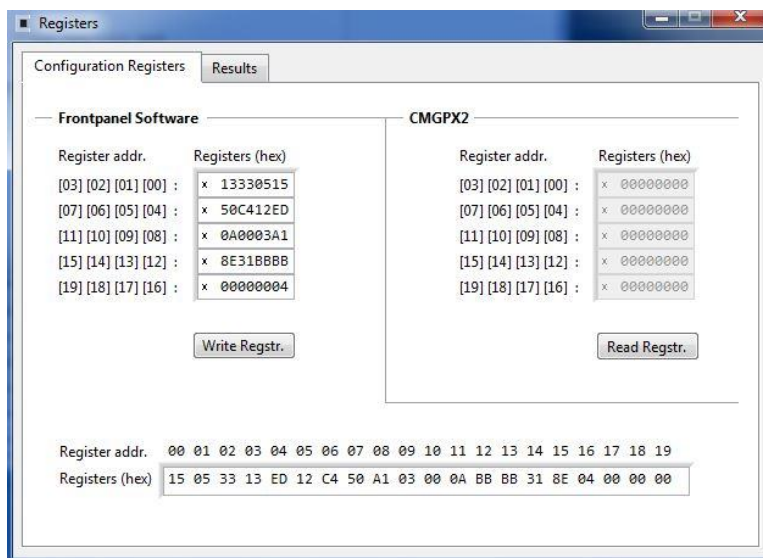 Registers
Configuration Registers Results
Frontpanel Software CMGPX2
Register addr. Registers (hex) Register addr. Registers (hex)
[03] [02] [01] [00] : x 13330515 [03] [02] [01] [00] : x 00000000
[07] [06] [05] [04] : x 50C412ED [07] [06] [05] [04] : x 00000000
[11] [10] [09] [08] : x 0A0003A1 [11] [10] [09] [08] : x 00000000
[15] [14] [13] [12] : x 8E31BBBB [15] [14] [13] [12] : x 00000000
[19] [18] [17] [16] : x 00000004 [19] [18] [17] [16] : x 00000000
Write Regstr. Read Regstr.
Register addr. 00 01 02 03 04 05 06 07 08 09 10 11 12 13 14 15 16 17 18 19
Registers (hex) 15 05 33 13 ED 12 C4 50 A1 03 00 0A BB BB 31 8E 04 00 00 00